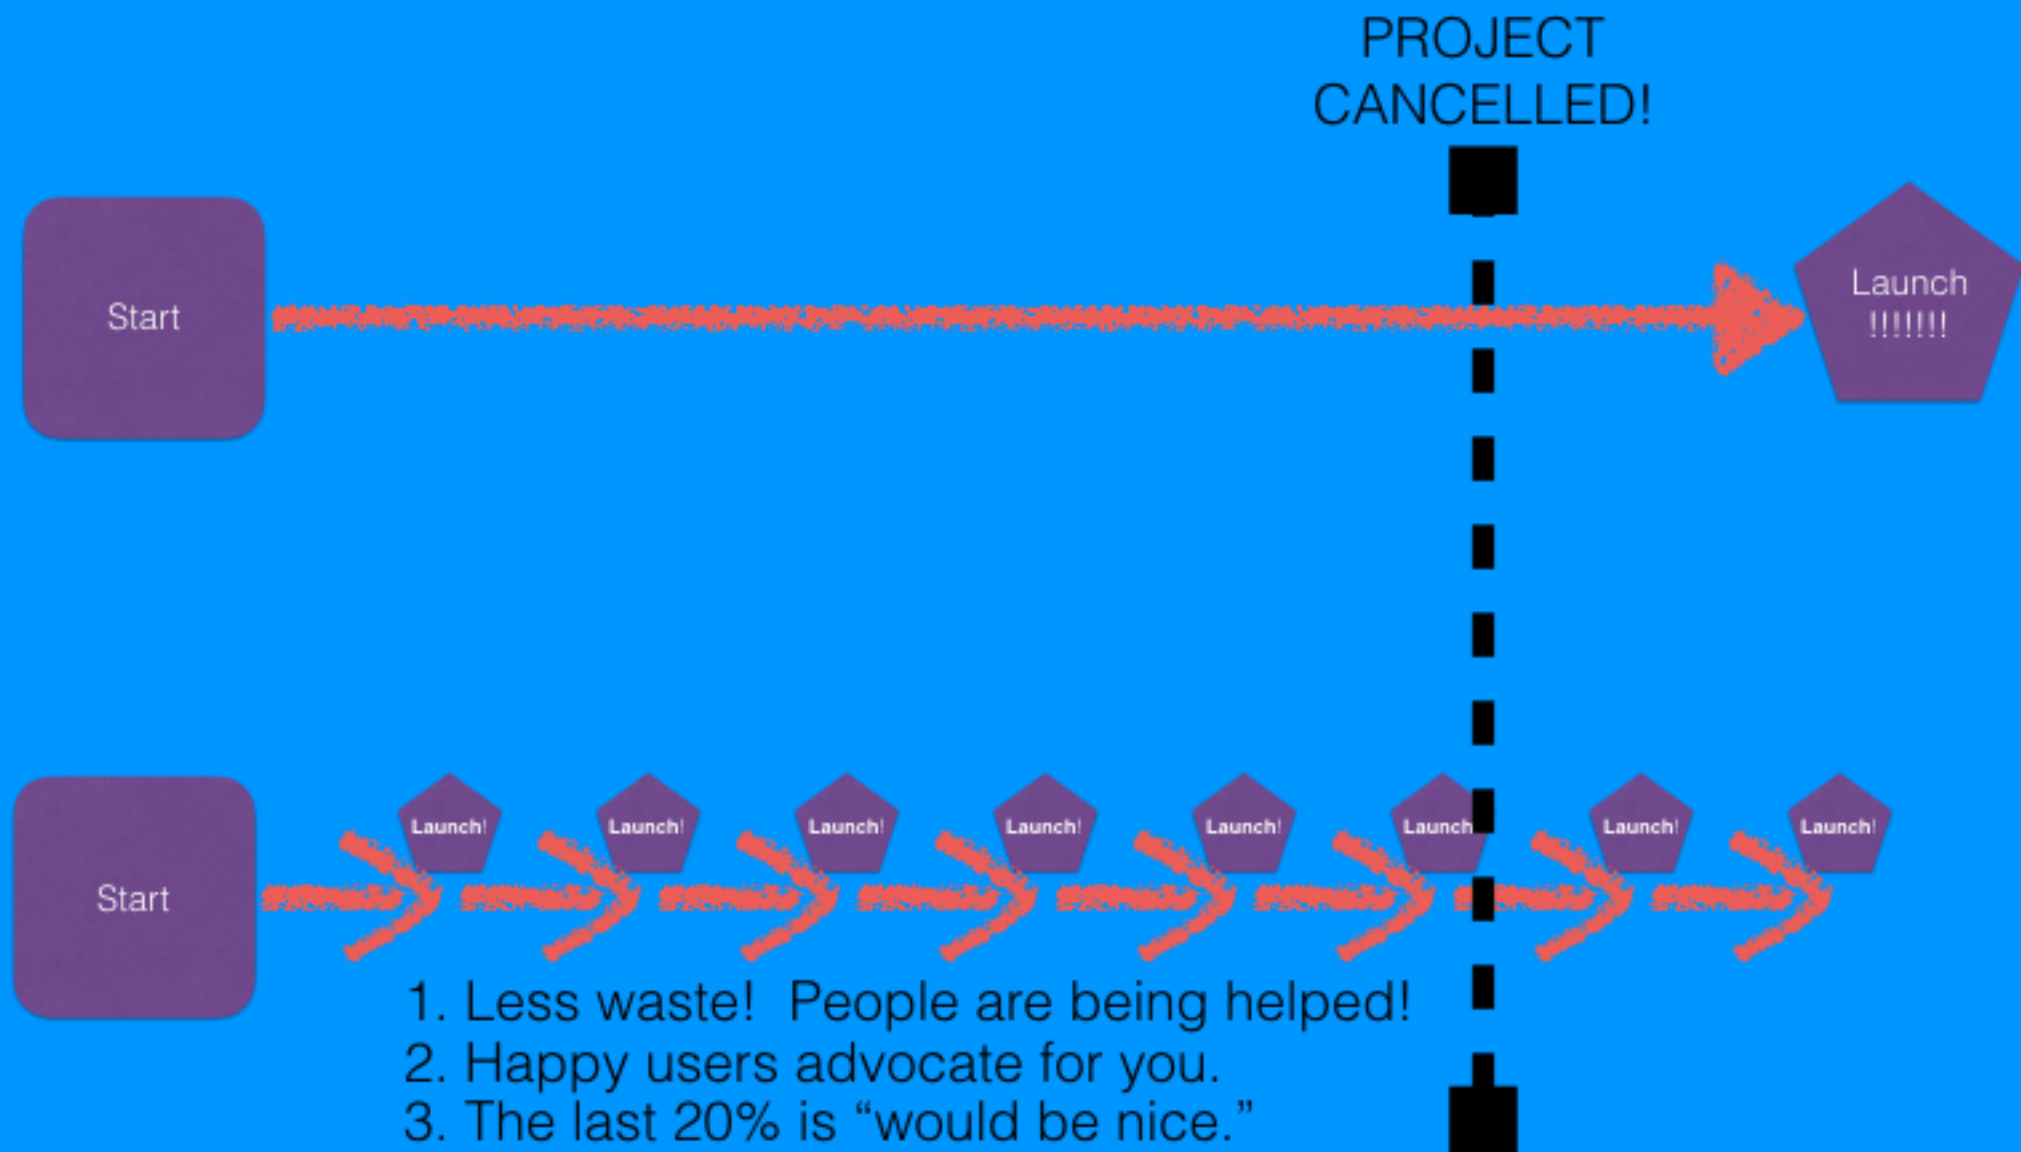 PROJECT
CANCELLED!
Start
Launch
!!!!!!!
Launch!
Launch!
Launch!
Launch!
Launch!
Launch
Launch!
Launch!
Start
1. Less waste!  People are being helped!
2. Happy users advocate for you.
3. The last 20% is “would be nice.”